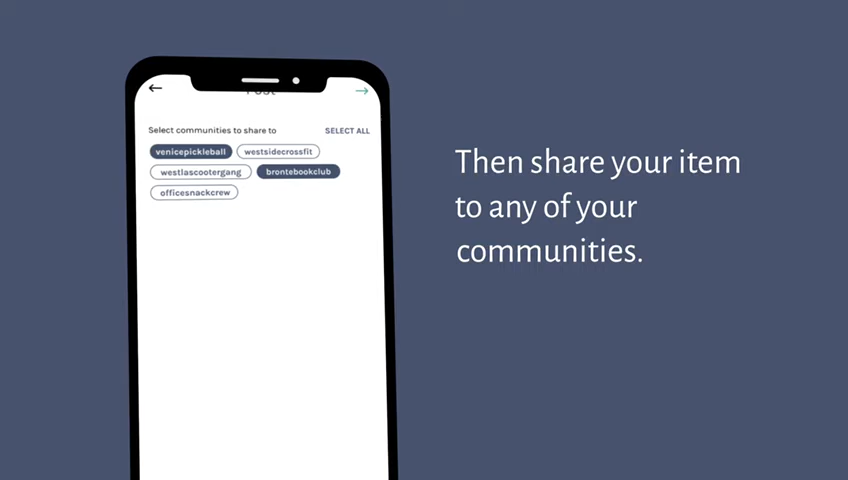 Post
Select communities to share to SELECT ALL
venicepickleball westsidecrossfit
westlascootergang brontebookclub
officesnackcrew
Then share your item
to any of your
communities.